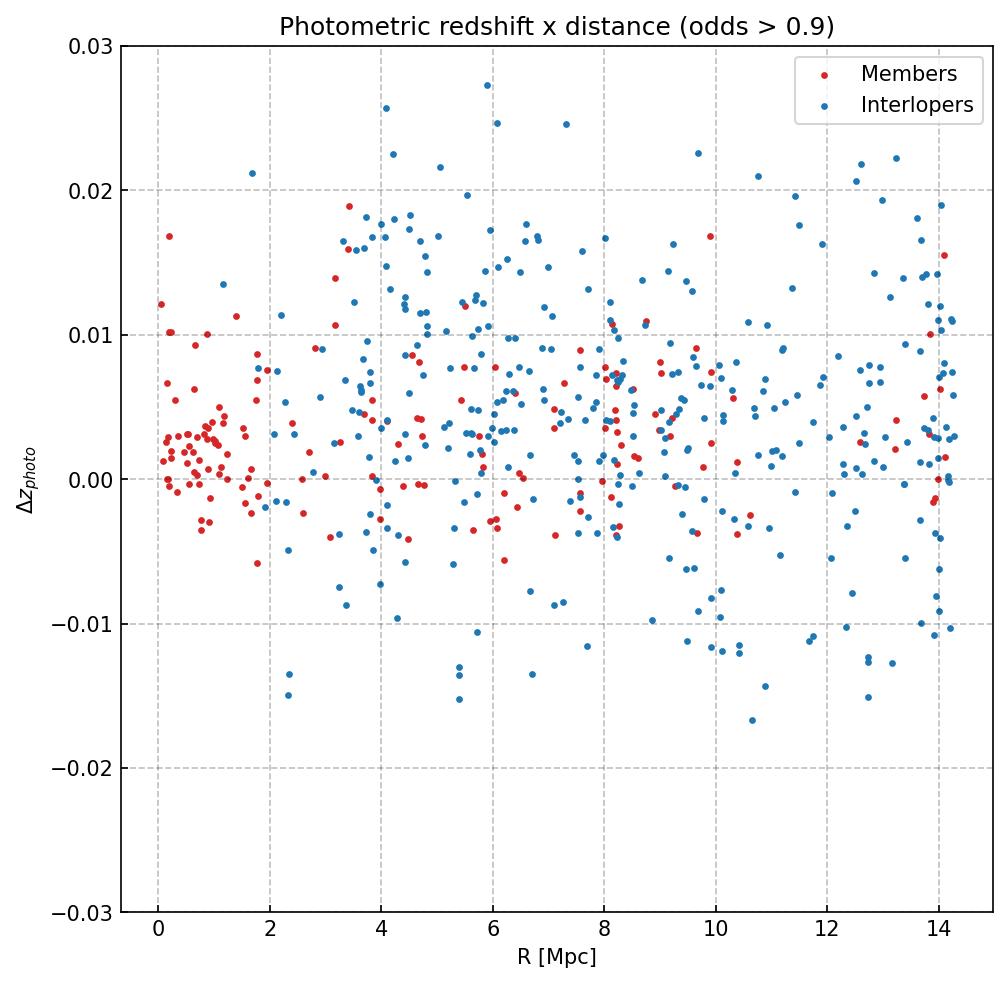 Photometric redshift x distance (odds > 0.9)
Members
Interlopers
0.03
0.02
0.01
0.00
−0.01
−0.02
−0.03
Δz_photo
0 2 4 6 8 10 12 14
R [Mpc]